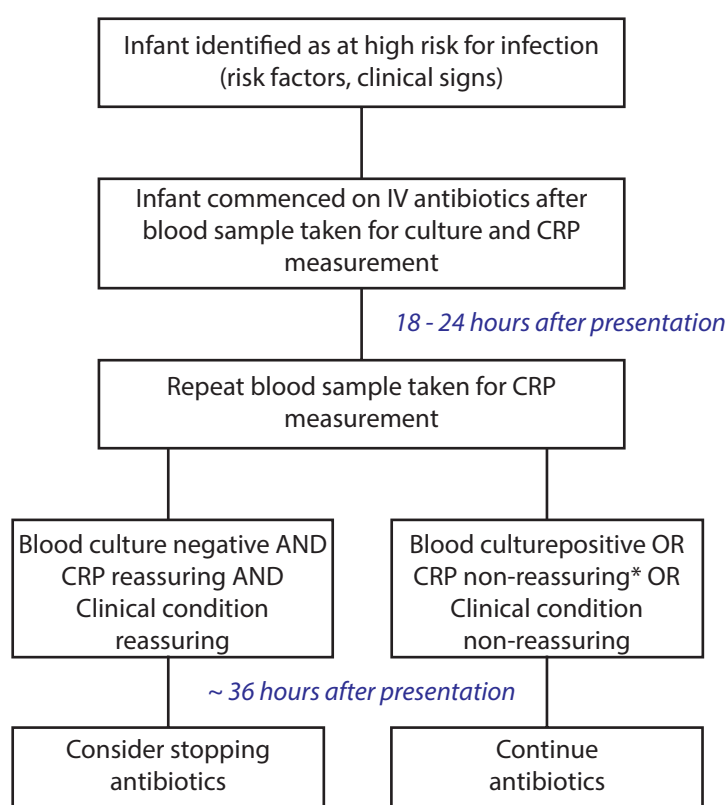 Infant identified as at high risk for infection
(risk factors, clinical signs)
Infant commenced on IV antibiotics after
blood sample taken for culture and CRP
measurement
18 - 24 hours after presentation
Repeat blood sample taken for CRP
measurement
Blood culture negative AND
CRP reassuring AND
Clinical condition
reassuring
Blood culturepositive OR
CRP non-reassuring* OR
Clinical condition
non-reassuring
~ 36 hours after presentation
Consider stopping
antibiotics
Continue
antibiotics